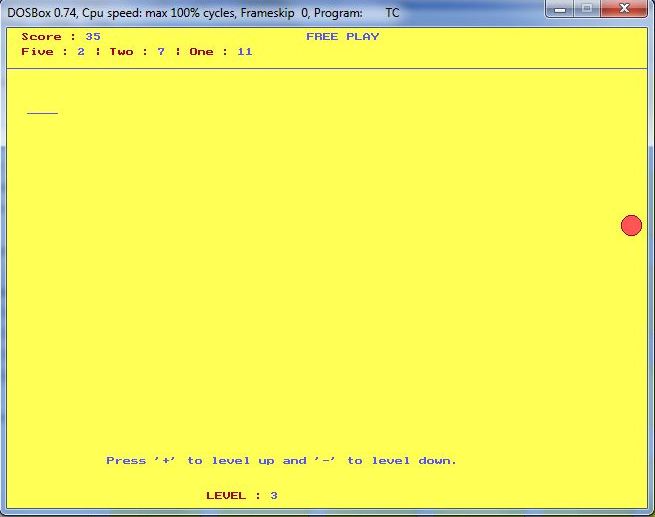 DOSBox 0.74, Cpu speed: max 100% cycles, Frameskip 0, Program: TC
Score : 35 FREE PLAY
Five : 2 | Two : 7 | One : 11
Press '+' to level up and '-' to level down.
LEVEL : 3